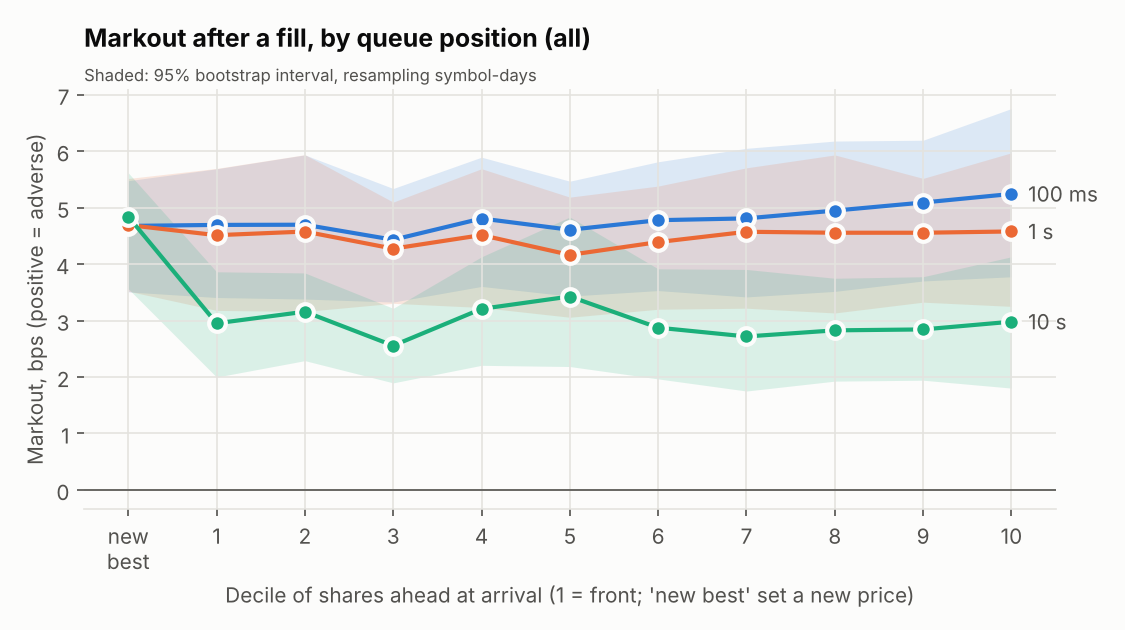 Markout after a fill, by queue position (all)
Shaded: 95% bootstrap interval, resampling symbol-days
Markout, bps (positive = adverse)
7
6
5
4
3
2
1
0
100 ms
1 s
10 s
new best
1
2
3
4
5
6
7
8
9
10
Decile of shares ahead at arrival (1 = front; 'new best' set a new price)